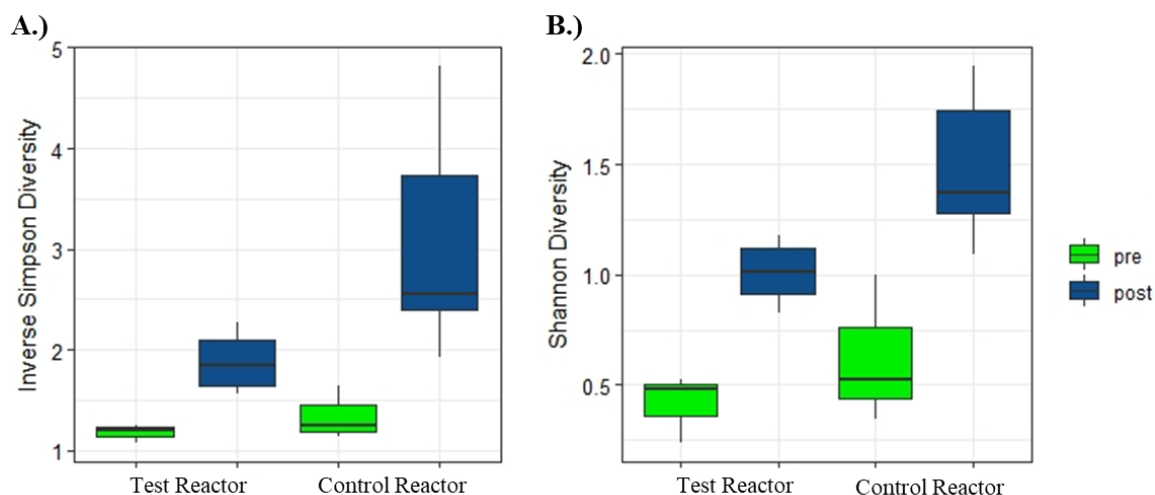 A.)
Inverse Simpson Diversity
5
4
3
2
1
Test Reactor
Control Reactor
B.)
Shannon Diversity
2.0
1.5
1.0
0.5
Test Reactor
Control Reactor
pre
post